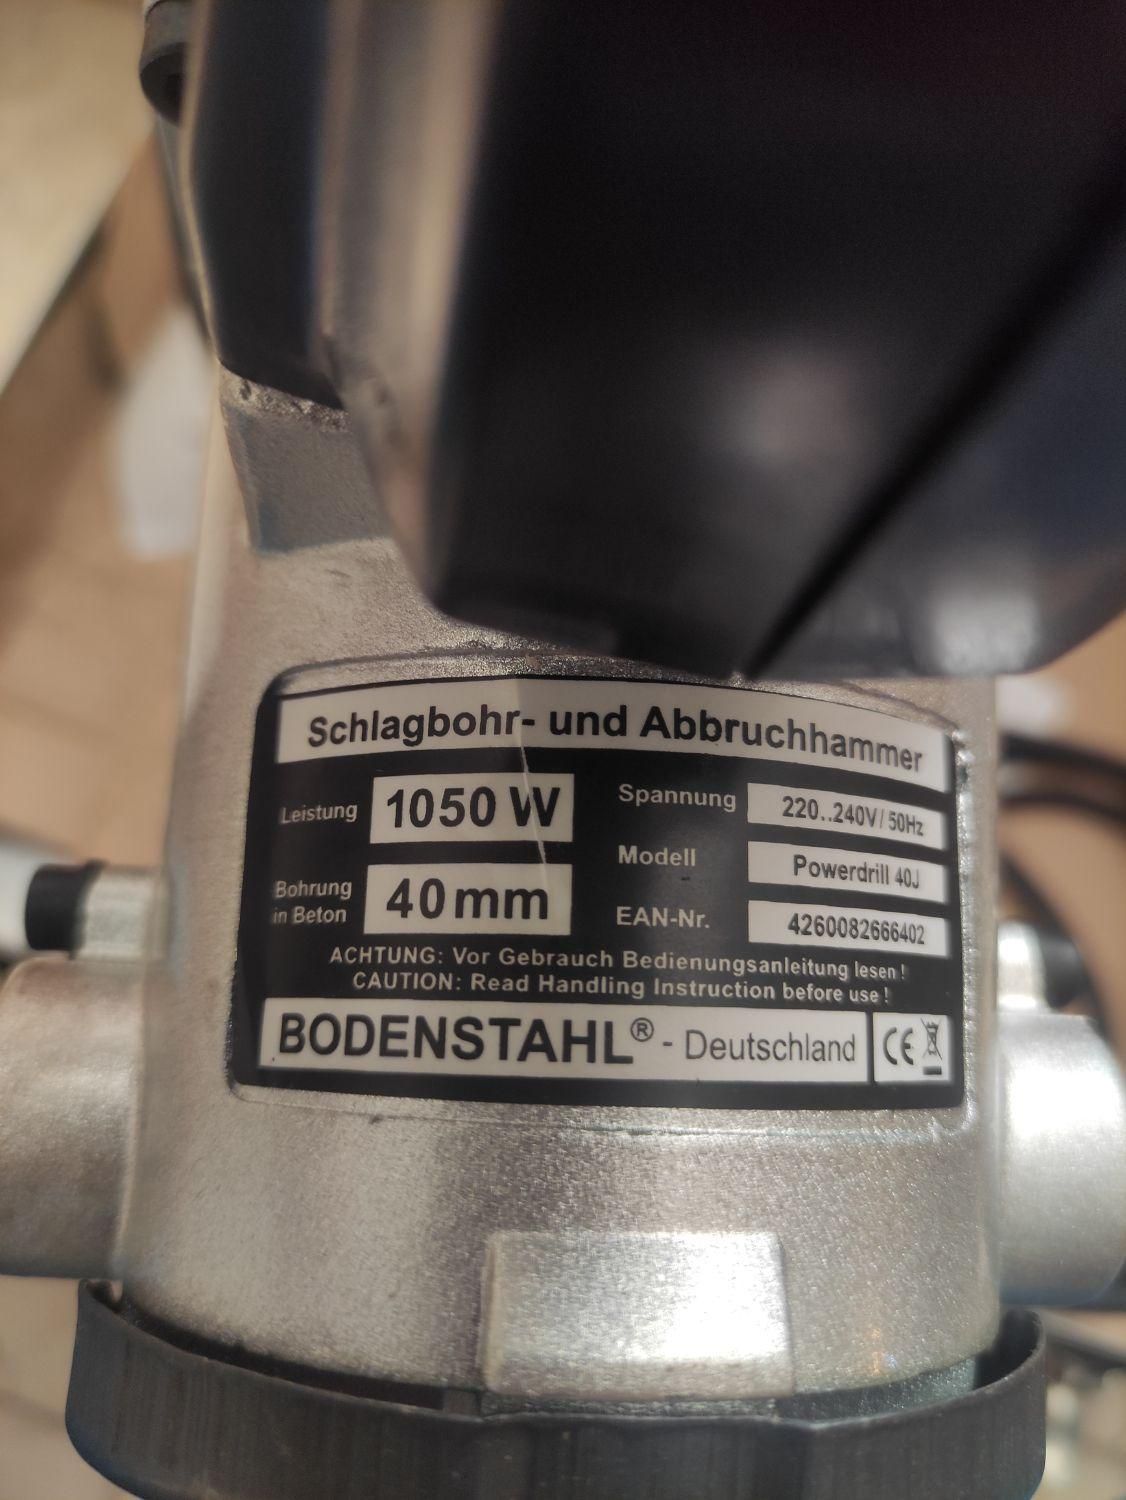 Schlagbohr- und Abbruchhammer
Leistung 1050 W
Spannung 220..240V/50Hz
Bohrung in Beton 40mm
Modell Powerdrill 40J
EAN-Nr. 4260082666402
ACHTUNG: Vor Gebrauch Bedienungsanleitung lesen!
CAUTION: Read Handling Instruction before use!
BODENSTAHL® - Deutschland CE